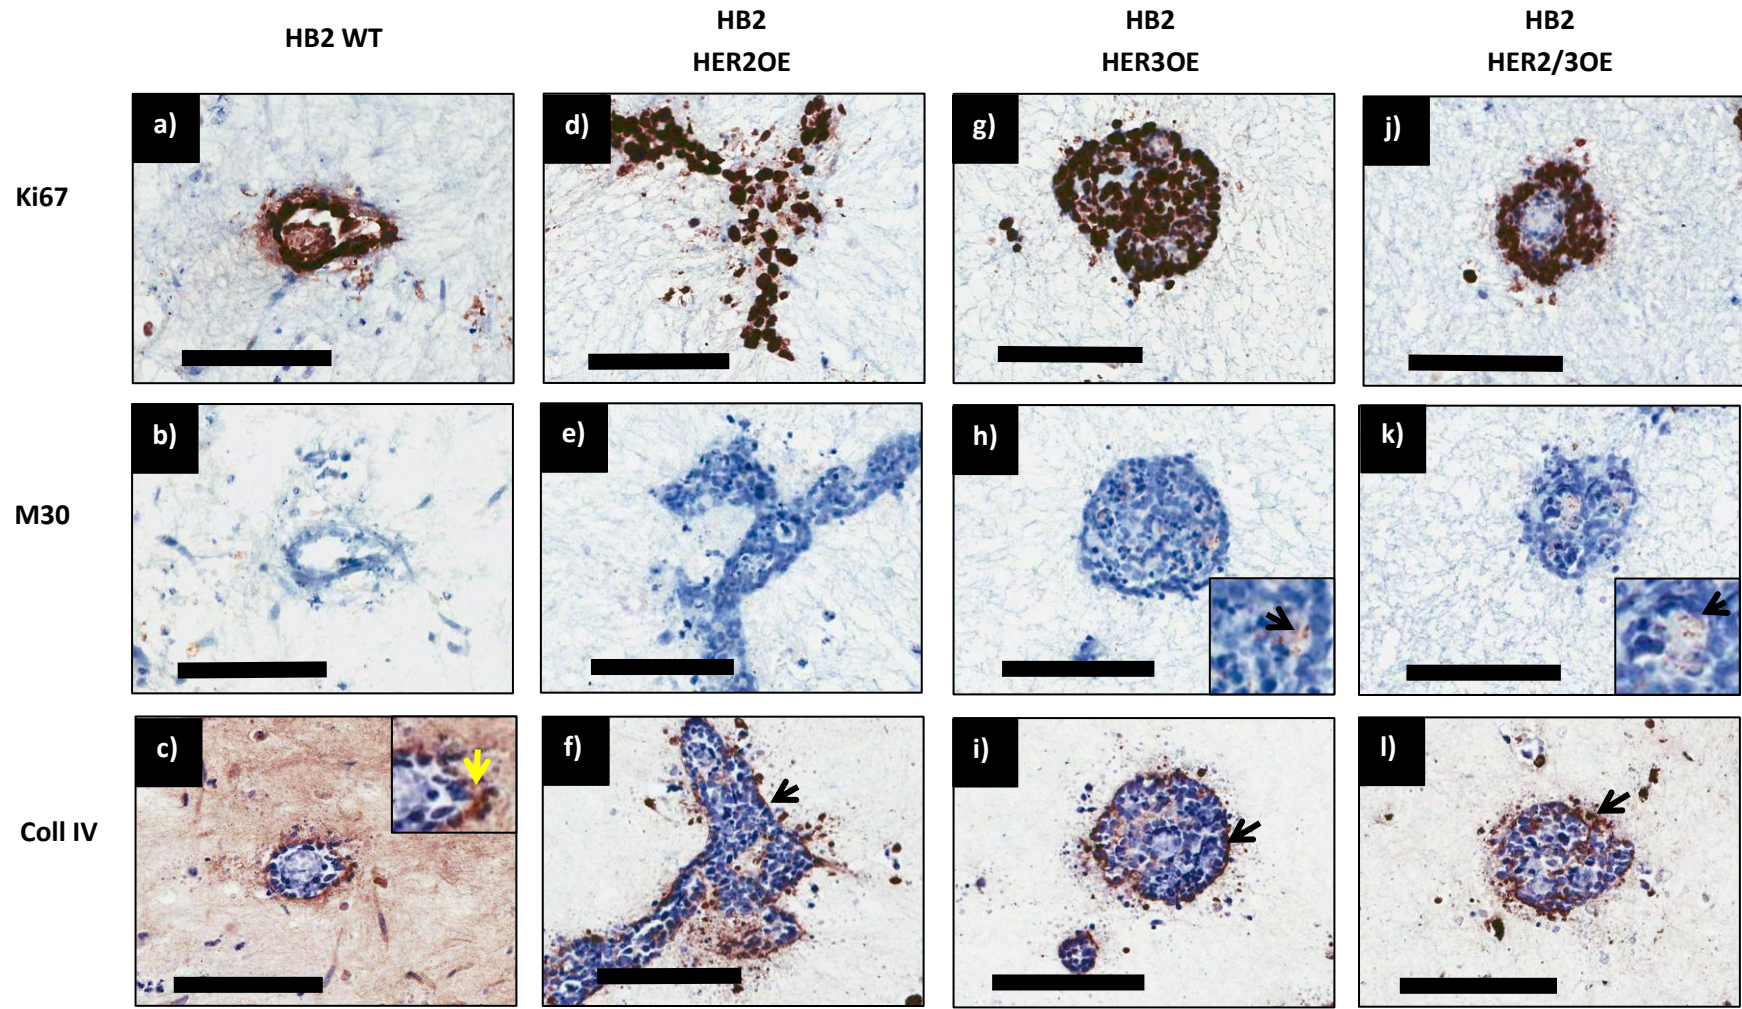 HB2 WT
HB2
HER2OE
HB2
HER3OE
HB2
HER2/3OE
Ki67
a)
d)
g)
j)
M30
b)
e)
h)
k)
Coll IV
c)
f)
i)
l)